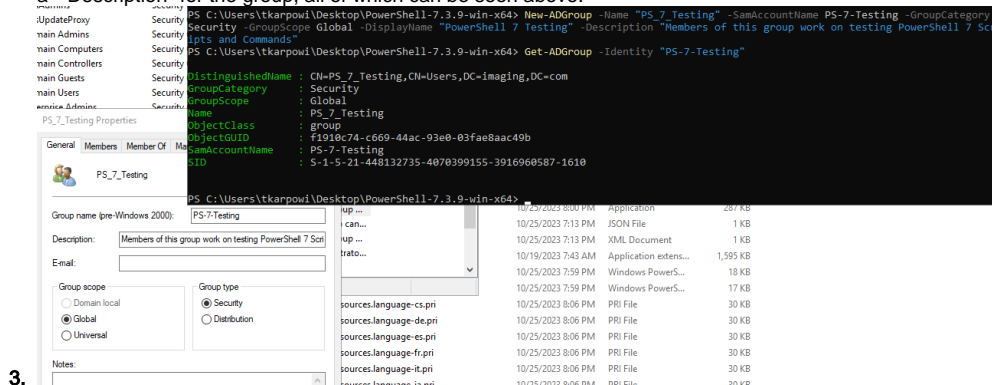 PS C:\Users\tkarpowi\Desktop\PowerShell-7.3.9-win-x64> New-ADGroup -Name "PS_7_Testing" -SamAccountName PS-7-Testing -GroupCategory
Security -GroupScope Global -DisplayName "PowerShell 7 Testing" -Description "Members of this group work on testing PowerShell 7 Scr
ipts and Commands"
PS C:\Users\tkarpowi\Desktop\PowerShell-7.3.9-win-x64> Get-ADGroup -Identity "PS-7-Testing"
DistinguishedName : CN=PS_7_Testing,CN=Users,DC=imaging,DC=com
GroupCategory : Security
GroupScope : Global
Name : PS_7_Testing
ObjectClass : group
ObjectGUID : f1910c74-c669-44ac-93e0-03fae8aac49b
SamAccountName : PS-7-Testing
SID : S-1-5-21-448132735-4070399155-3916960587-1610
PS C:\Users\tkarpowi\Desktop\PowerShell-7.3.9-win-x64>
sUpdateProxy Security
main Admins Security
main Computers Security
main Controllers Security
main Guests Security
main Users Security
PS_7_Testing Properties
General Members Member Of Ma
PS_7_Testing
Group name (pre-Windows 2000): PS-7-Testing
Description: Members of this group work on testing PowerShell 7 Scri
E-mail:
Group scope
Domain local
Global
Universal
Group type
Security
Distribution
Notes:
up ...
can...
up ...
trato...
10/25/2023 8:00 PM Application 287 KB
10/25/2023 7:13 PM JSON File 1 KB
10/25/2023 7:13 PM XML Document 1 KB
10/19/2023 7:43 AM Application extens... 1,595 KB
10/25/2023 7:59 PM Windows PowerS... 18 KB
10/25/2023 7:59 PM Windows PowerS... 17 KB
sources.language-cs.pri 10/25/2023 8:06 PM PRI File 30 KB
sources.language-de.pri 10/25/2023 8:06 PM PRI File 30 KB
sources.language-es.pri 10/25/2023 8:06 PM PRI File 30 KB
sources.language-fr.pri 10/25/2023 8:06 PM PRI File 30 KB
sources.language-it.pri 10/25/2023 8:06 PM PRI File 30 KB
3.